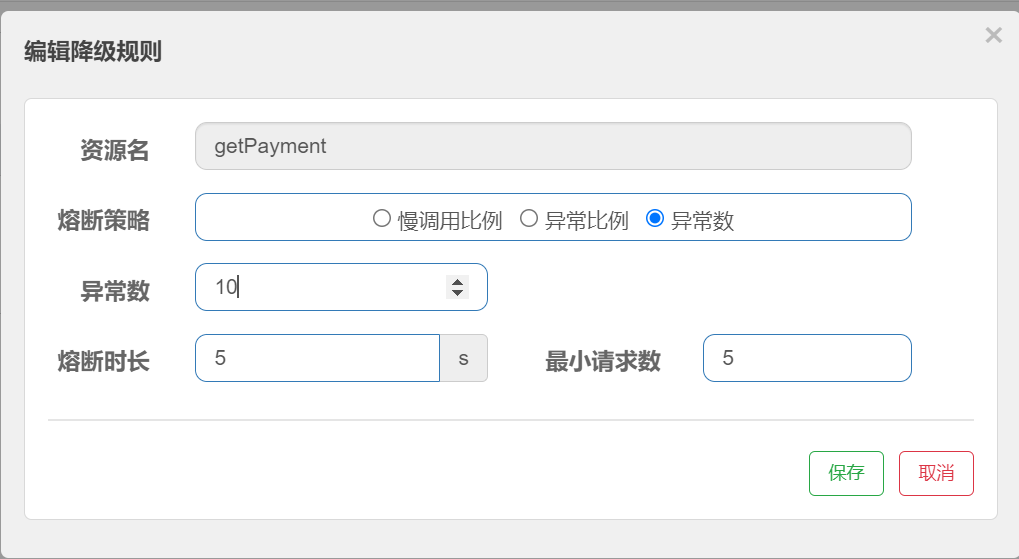 编辑降级规则
×
资源名 getPayment
熔断策略 慢调用比例 异常比例 异常数
异常数 10
熔断时长 5 s 最小请求数 5
保存 取消